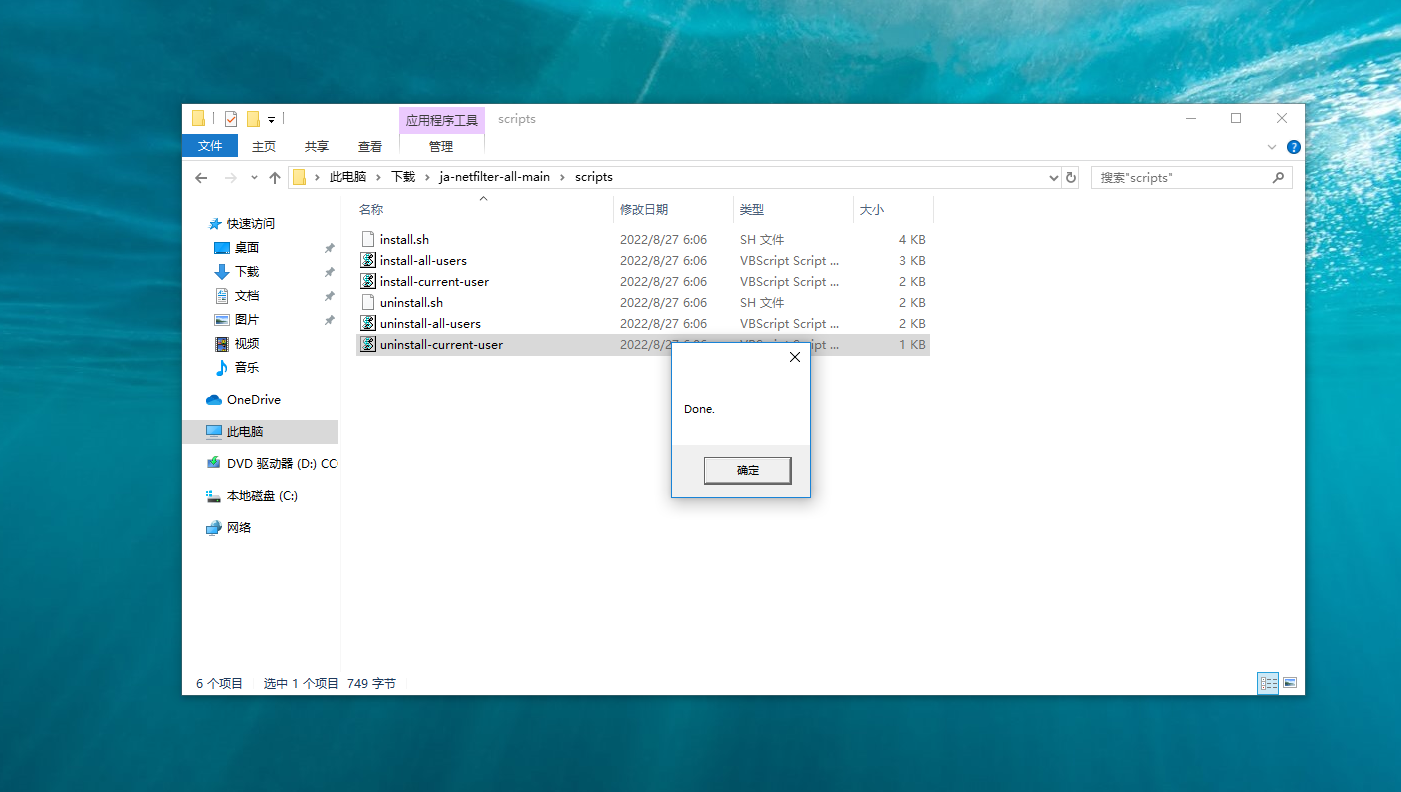 应用程序工具 scripts
文件 主页 共享 查看 管理
此电脑 下载 ja-netfilter-all-main scripts
搜索"scripts"
名称 修改日期 类型 大小
快速访问
桌面
下载
文档
图片
视频
音乐
OneDrive
此电脑
DVD 驱动器 (D:) CC
本地磁盘 (C:)
网络
install.sh 2022/8/27 6:06 SH 文件 4 KB
install-all-users 2022/8/27 6:06 VBScript Script ... 3 KB
install-current-user 2022/8/27 6:06 VBScript Script ... 2 KB
uninstall.sh 2022/8/27 6:06 SH 文件 2 KB
uninstall-all-users 2022/8/27 6:06 VBScript Script ... 2 KB
uninstall-current-user 2022/8/27 1 KB
Done.
确定
6 个项目 选中 1 个项目 749 字节